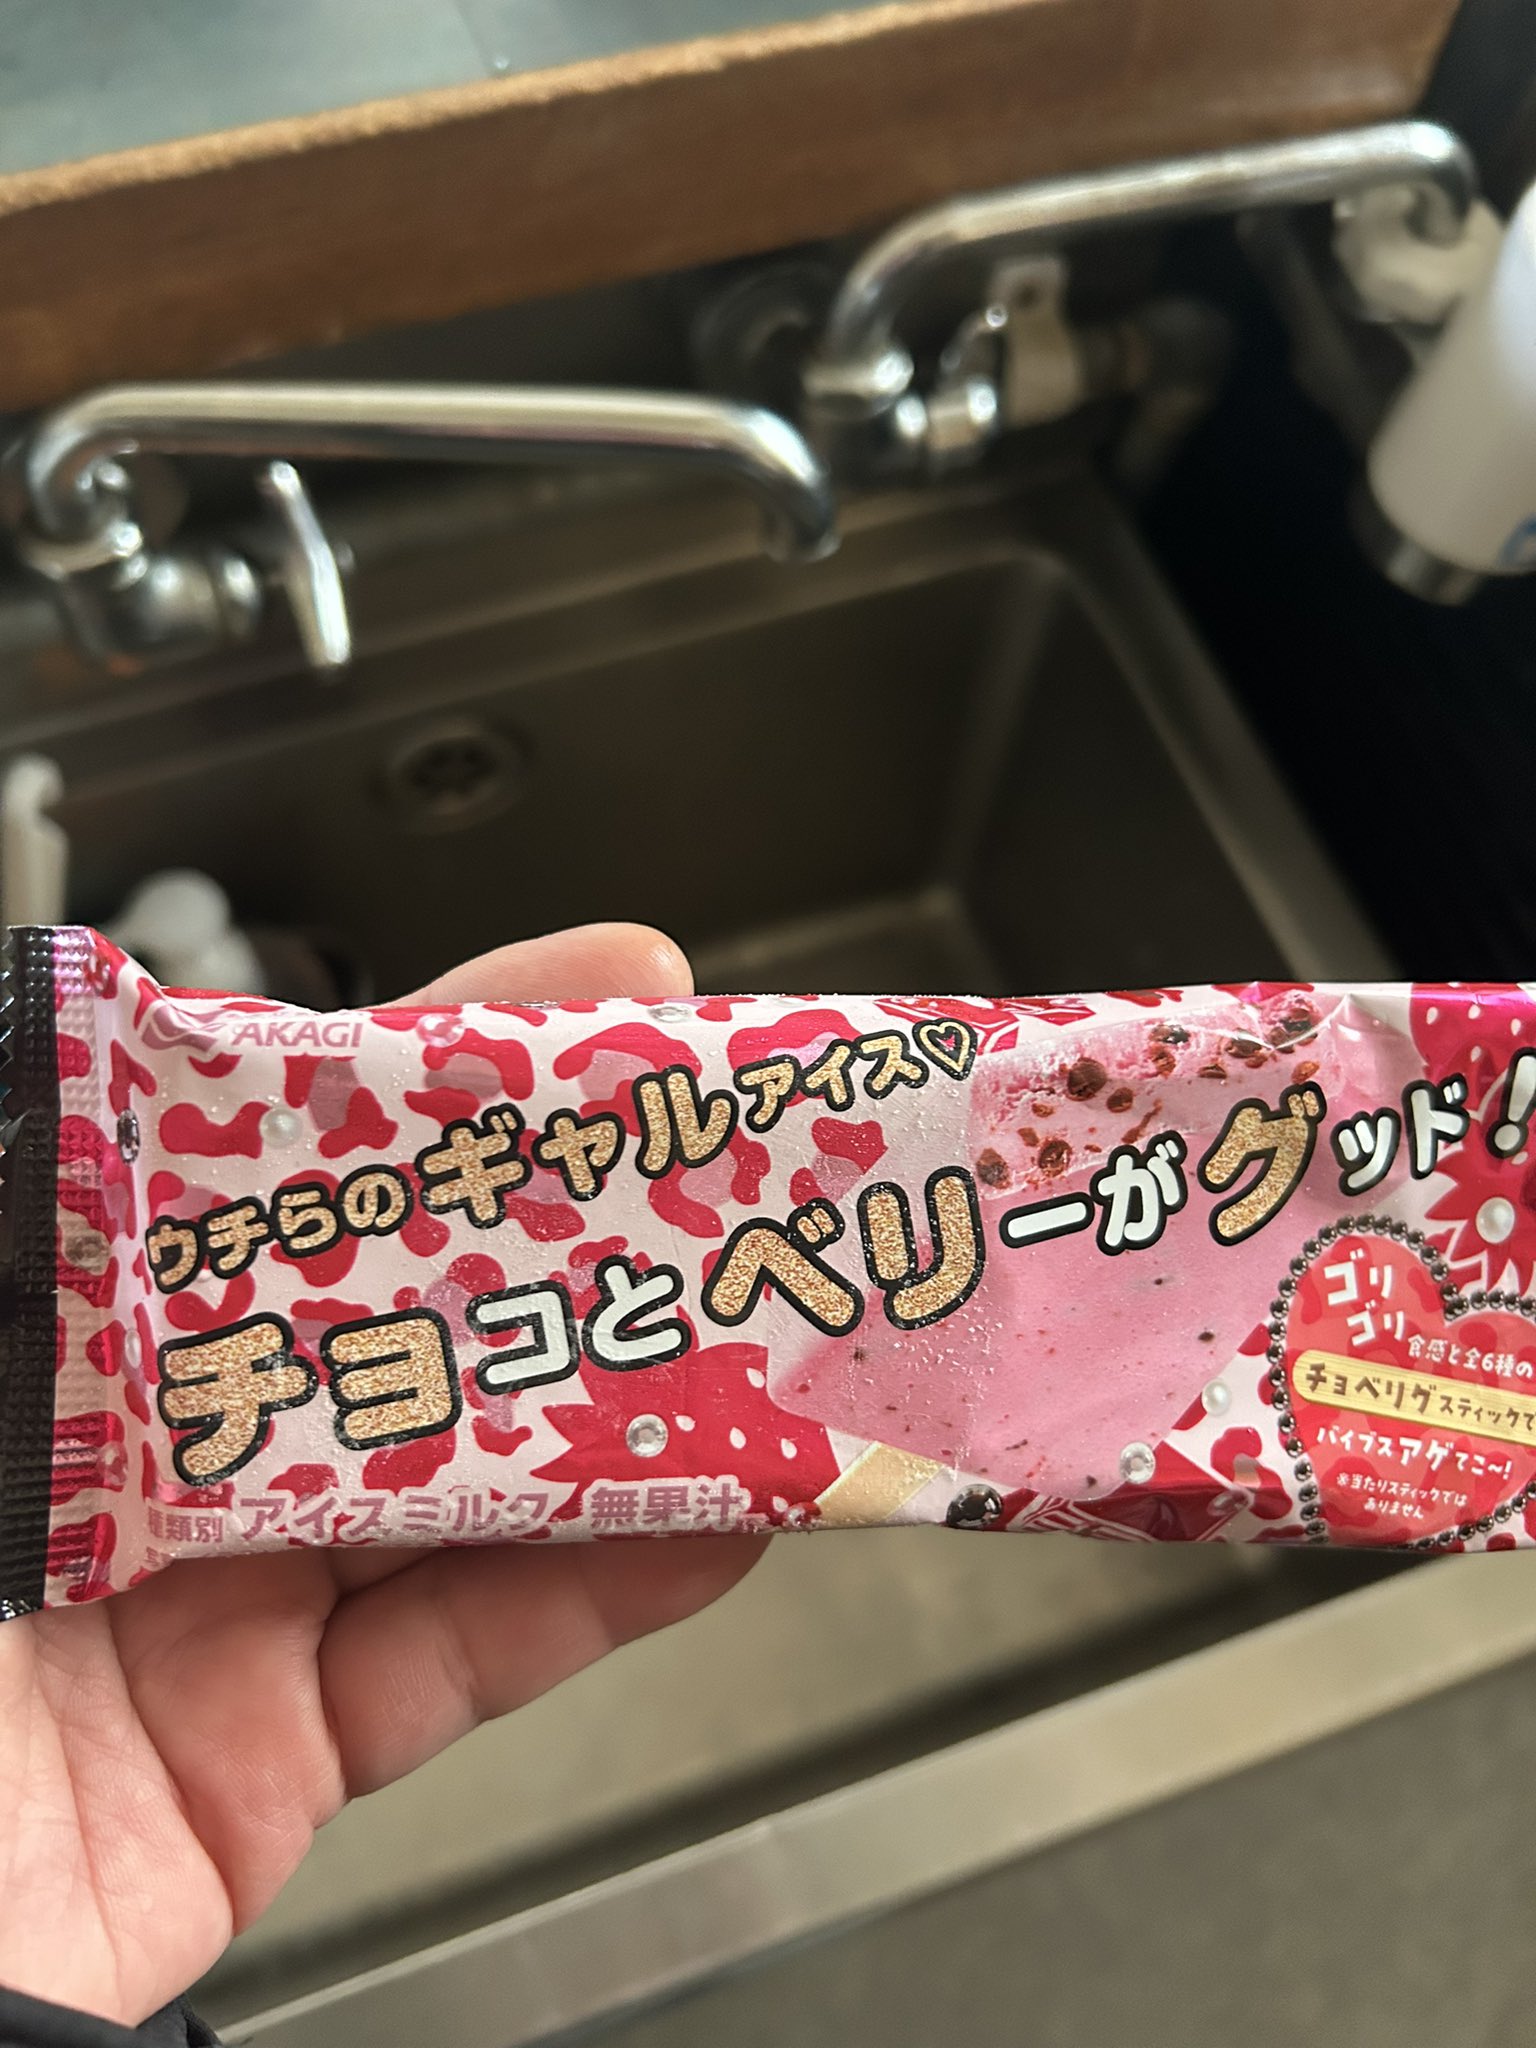 AKAGI
ウチらのギャルアイス♡
チョコとベリーがグッド!
ゴリ
ゴリ食感と全6種の
チョベリグスティックで
バイブスアゲてこ~!
※当たりスティックでは
ありません
種類別 アイスミルク 無果汁